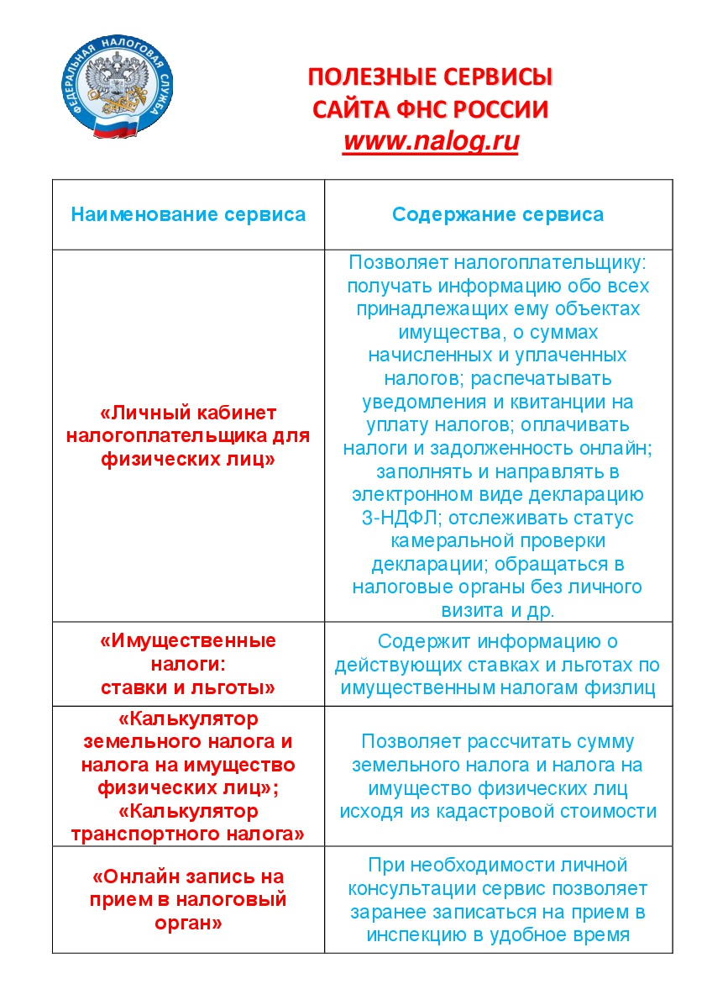 ФЕДЕРАЛЬНАЯ НАЛОГОВАЯ СЛУЖБА
ПОЛЕЗНЫЕ СЕРВИСЫ
САЙТА ФНС РОССИИ
www.nalog.ru
Наименование сервиса
Содержание сервиса
«Личный кабинет
налогоплательщика для
физических лиц»
Позволяет налогоплательщику:
получать информацию обо всех
принадлежащих ему объектах
имущества, о суммах
начисленных и уплаченных
налогов; распечатывать
уведомления и квитанции на
уплату налогов; оплачивать
налоги и задолженность онлайн;
заполнять и направлять в
электронном виде декларацию
3-НДФЛ; отслеживать статус
камеральной проверки
декларации; обращаться в
налоговые органы без личного
визита и др.
«Имущественные
налоги:
ставки и льготы»
Содержит информацию о
действующих ставках и льготах по
имущественным налогам физлиц
«Калькулятор
земельного налога и
налога на имущество
физических лиц»;
«Калькулятор
транспортного налога»
Позволяет рассчитать сумму
земельного налога и налога на
имущество физических лиц
исходя из кадастровой стоимости
«Онлайн запись на
прием в налоговый
орган»
При необходимости личной
консультации сервис позволяет
заранее записаться на прием в
инспекцию в удобное время